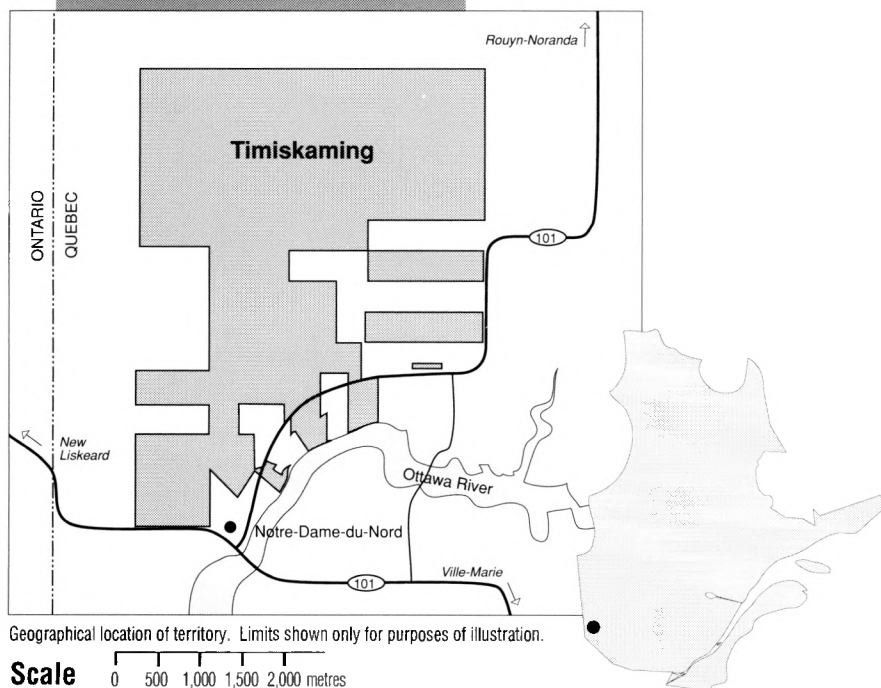 Rouyn-Noranda
Timiskaming
ONTARIO
QUEBEC
101
New
Liskeard
Ottawa River
Notre-Dame-du-Nord
Ville-Marie
101
Geographical location of territory. Limits shown only for purposes of illustration.
Scale
0 500 1,000 1,500 2,000 metres